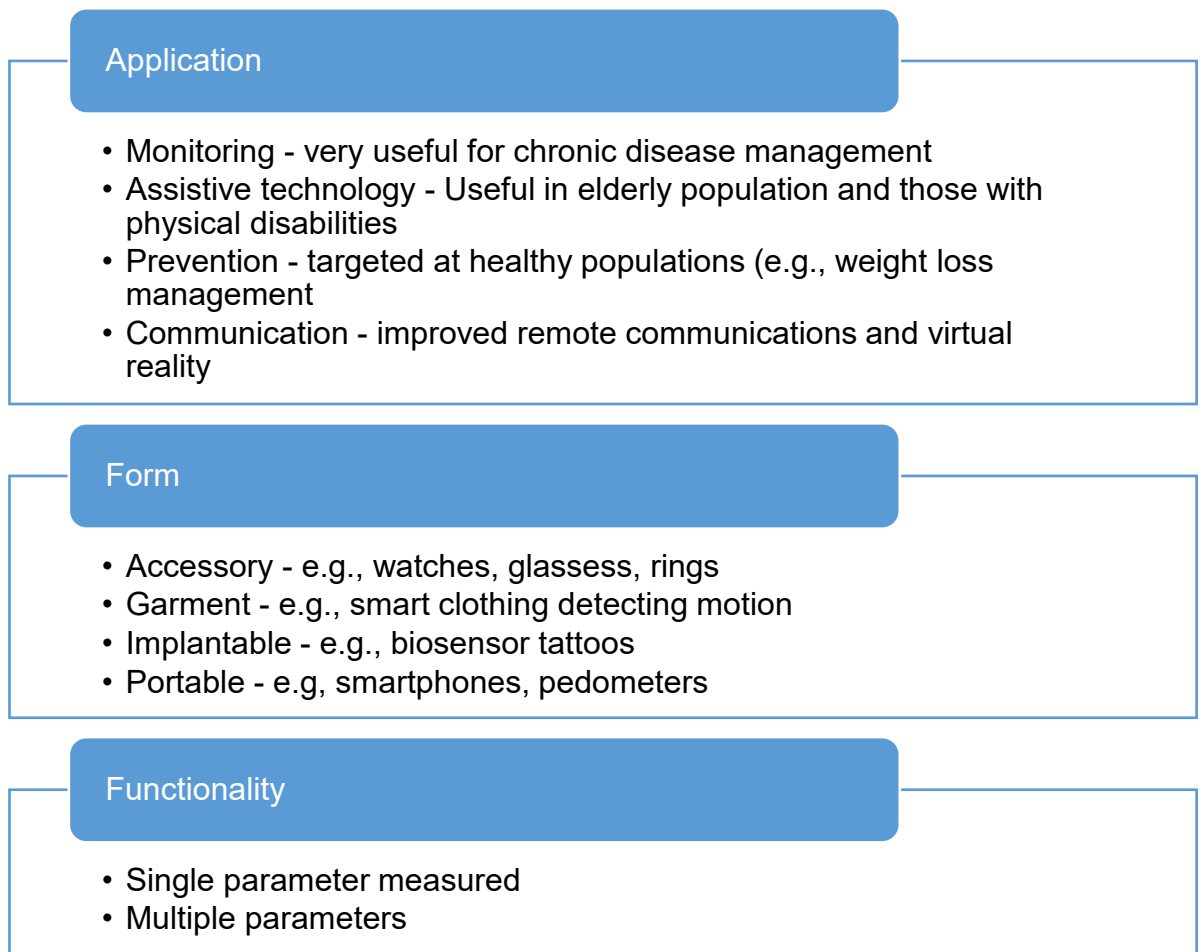 Application
• Monitoring - very useful for chronic disease management
• Assistive technology - Useful in elderly population and those with
physical disabilities
• Prevention - targeted at healthy populations (e.g., weight loss
management
• Communication - improved remote communications and virtual
reality
Form
• Accessory - e.g., watches, glassess, rings
• Garment - e.g., smart clothing detecting motion
• Implantable - e.g., biosensor tattoos
• Portable - e.g, smartphones, pedometers
Functionality
• Single parameter measured
• Multiple parameters